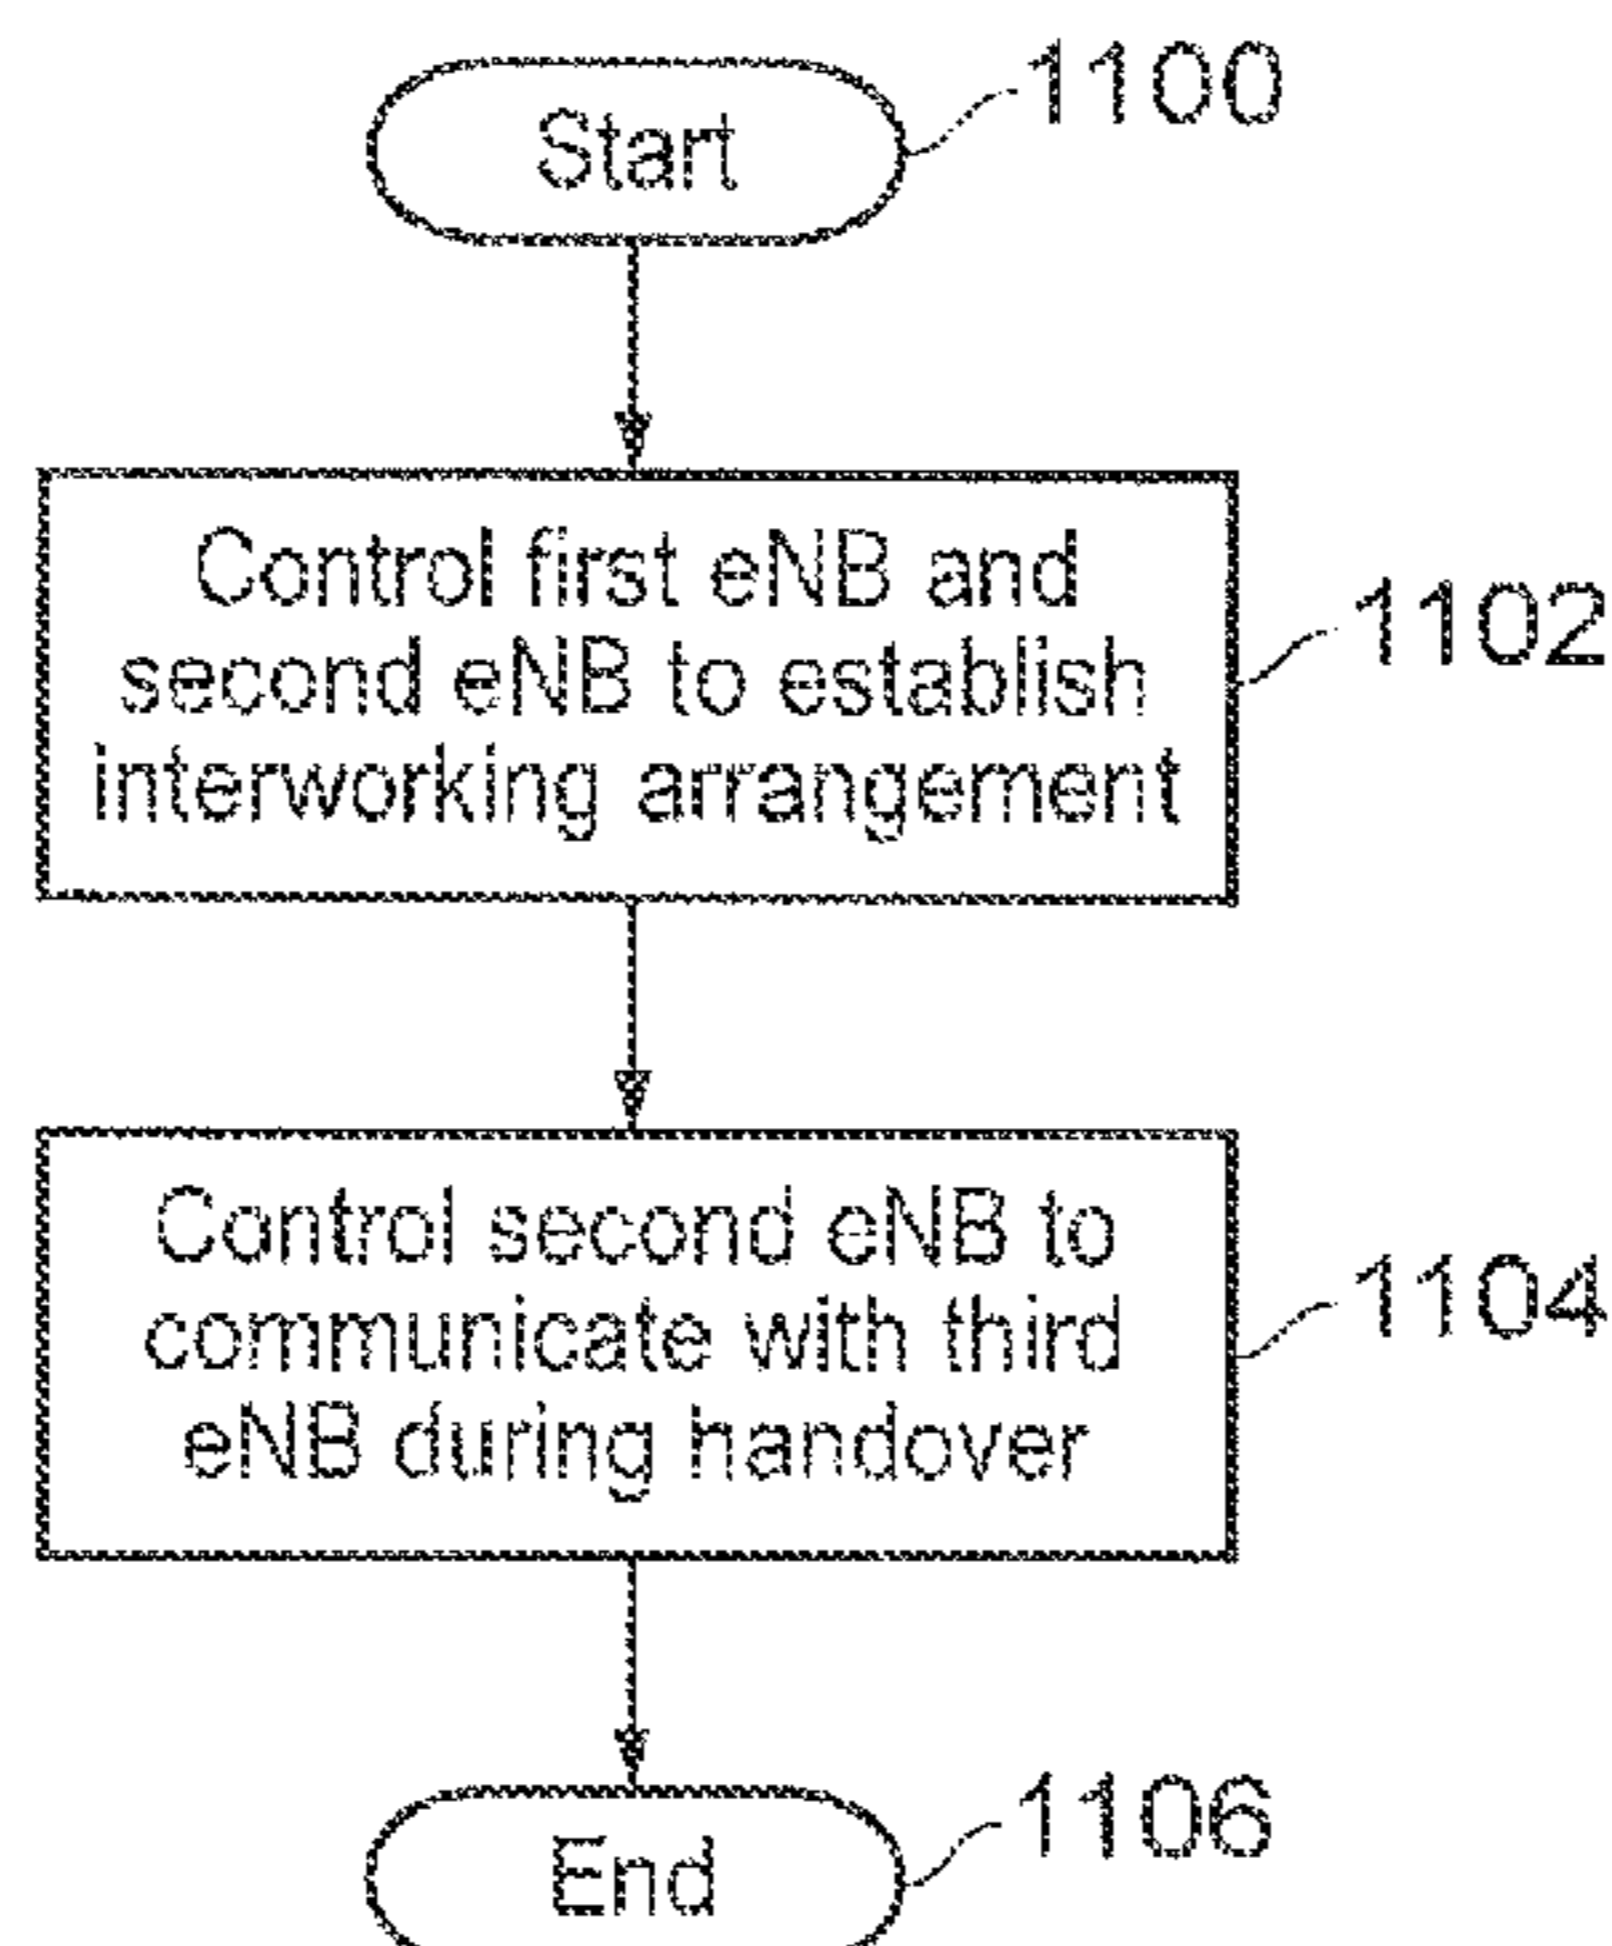 Start
1100
Control first eNB and
second eNB to establish
interworking arrangement
1102
Control second eNB to
communicate with third
eNB during handover
1104
End
1106